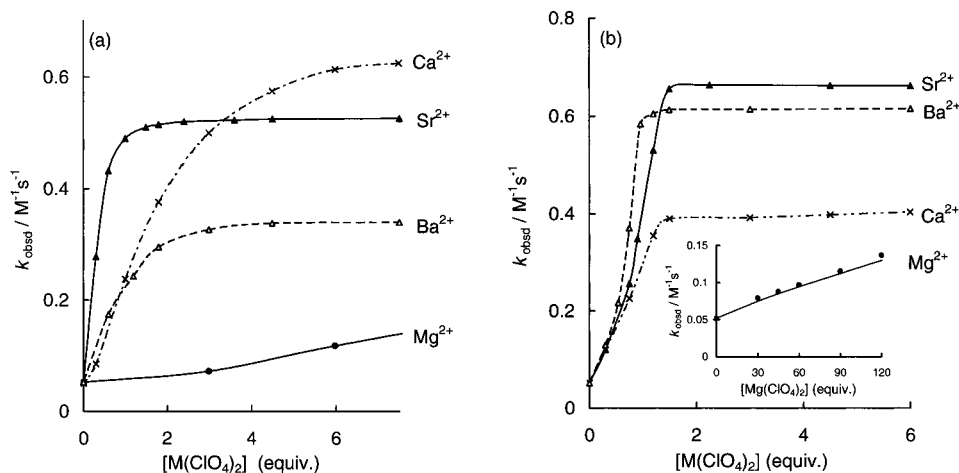 (a)
k obsd / M⁻¹s⁻¹
0.6
0.4
0.2
0
Ca²⁺
Sr²⁺
Ba²⁺
Mg²⁺
0 2 4 6
[M(ClO₄)₂] (equiv.)
(b)
k obsd / M⁻¹s⁻¹
0.8
0.6
0.4
0.2
0
Sr²⁺
Ba²⁺
Ca²⁺
Mg²⁺
k obsd / M⁻¹s⁻¹
0.15
0.1
0.05
0
0 30 60 90 120
[Mg(ClO₄)₂] (equiv.)
0 2 4 6
[M(ClO₄)₂] (equiv.)